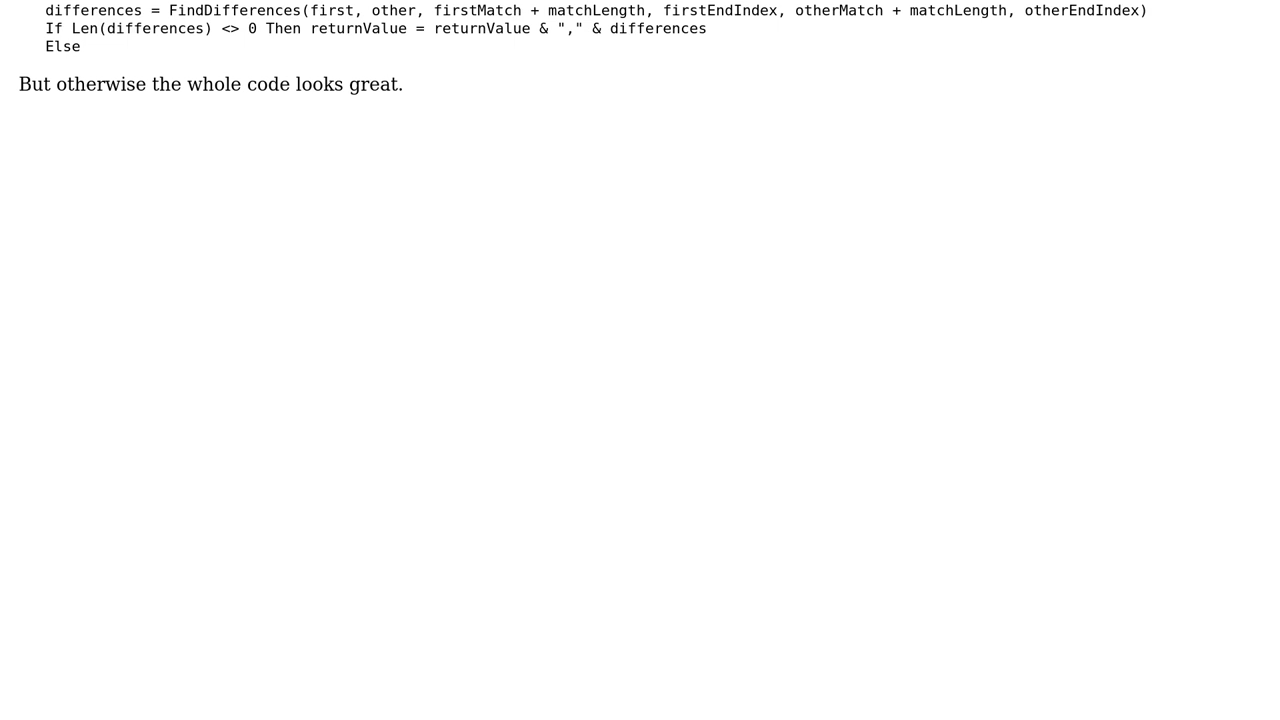 differences = FindDifferences(first, other, firstMatch + matchLength, firstEndIndex, otherMatch + matchLength, otherEndIndex)
If Len(differences) <> 0 Then returnValue = returnValue & "," & differences
Else
But otherwise the whole code looks great.